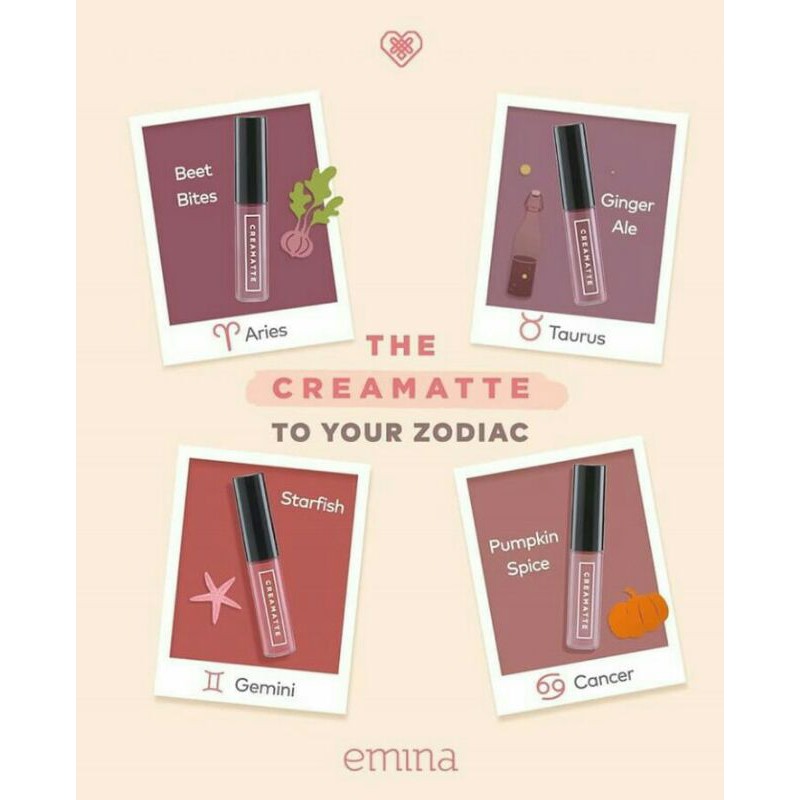 Beet
Bites
CREAMATTE
Aries
Ginger
Ale
CREAMATTE
Taurus
THE
CREAMATTE
TO YOUR ZODIAC
Starfish
CREAMATTE
Gemini
Pumpkin
Spice
CREAMATTE
Cancer
emina